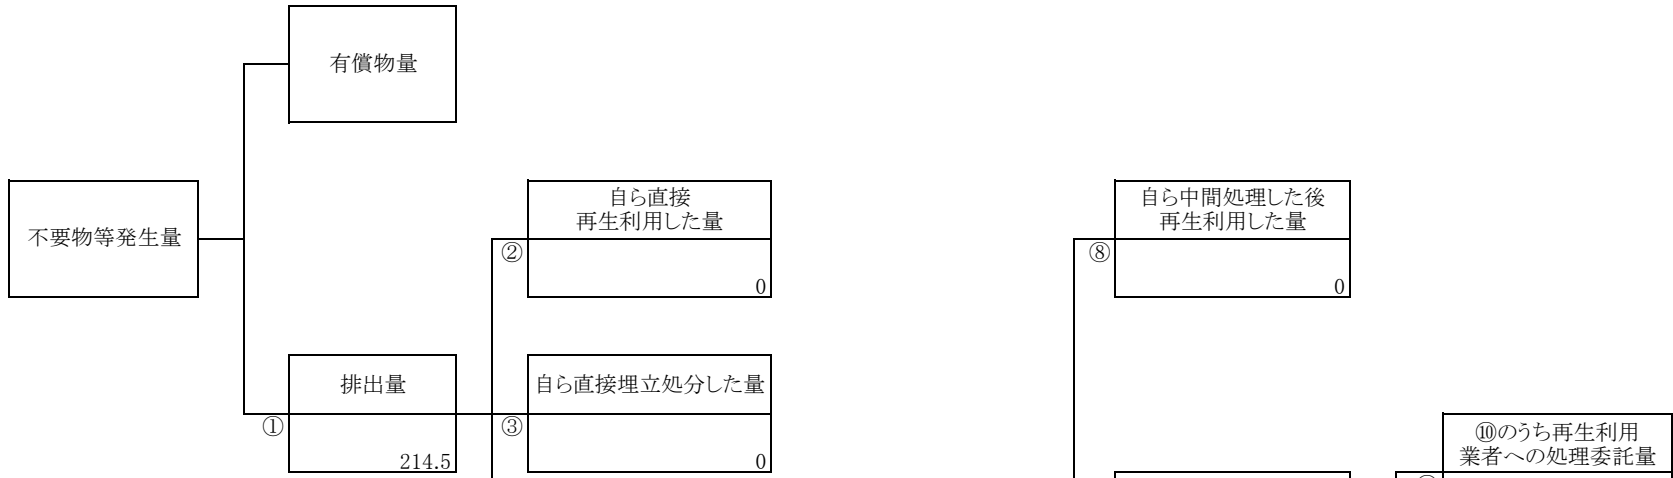 有償物量
不要物等発生量
自ら直接
再生利用した量
②
0
自ら中間処理した後
再生利用した量
⑧
0
排出量
①
214.5
自ら直接埋立処分した量
③
0
⑩のうち再生利用
業者への処理委託量